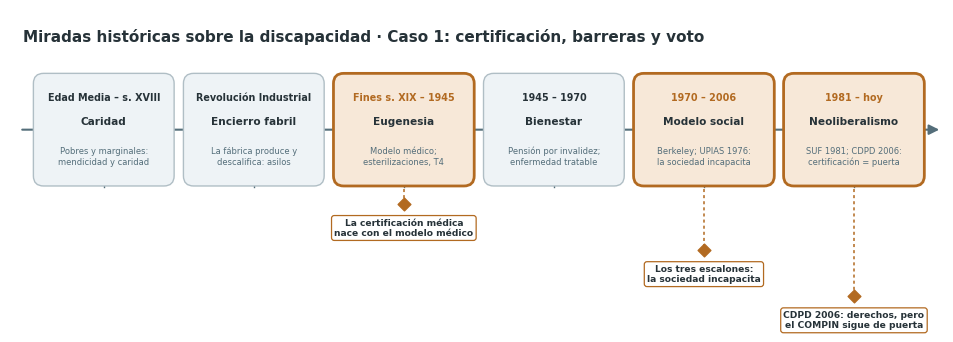 Miradas históricas sobre la discapacidad · Caso 1: certificación, barreras y voto
Edad Media – s. XVIII
Caridad
Pobres y marginales:
mendicidad y caridad
Revolución Industrial
Encierro fabril
La fábrica produce y
descalifica: asilos
Fines s. XIX – 1945
Eugenesia
Modelo médico;
esterilizaciones, T4
1945 – 1970
Bienestar
Pensión por invalidez;
enfermedad tratable
1970 – 2006
Modelo social
Berkeley; UPIAS 1976:
la sociedad incapacita
1981 – hoy
Neoliberalismo
SUF 1981; CDPD 2006:
certificación = puerta
La certificación médica
nace con el modelo médico
Los tres escalones:
la sociedad incapacita
CDPD 2006: derechos, pero
el COMPIN sigue de puerta